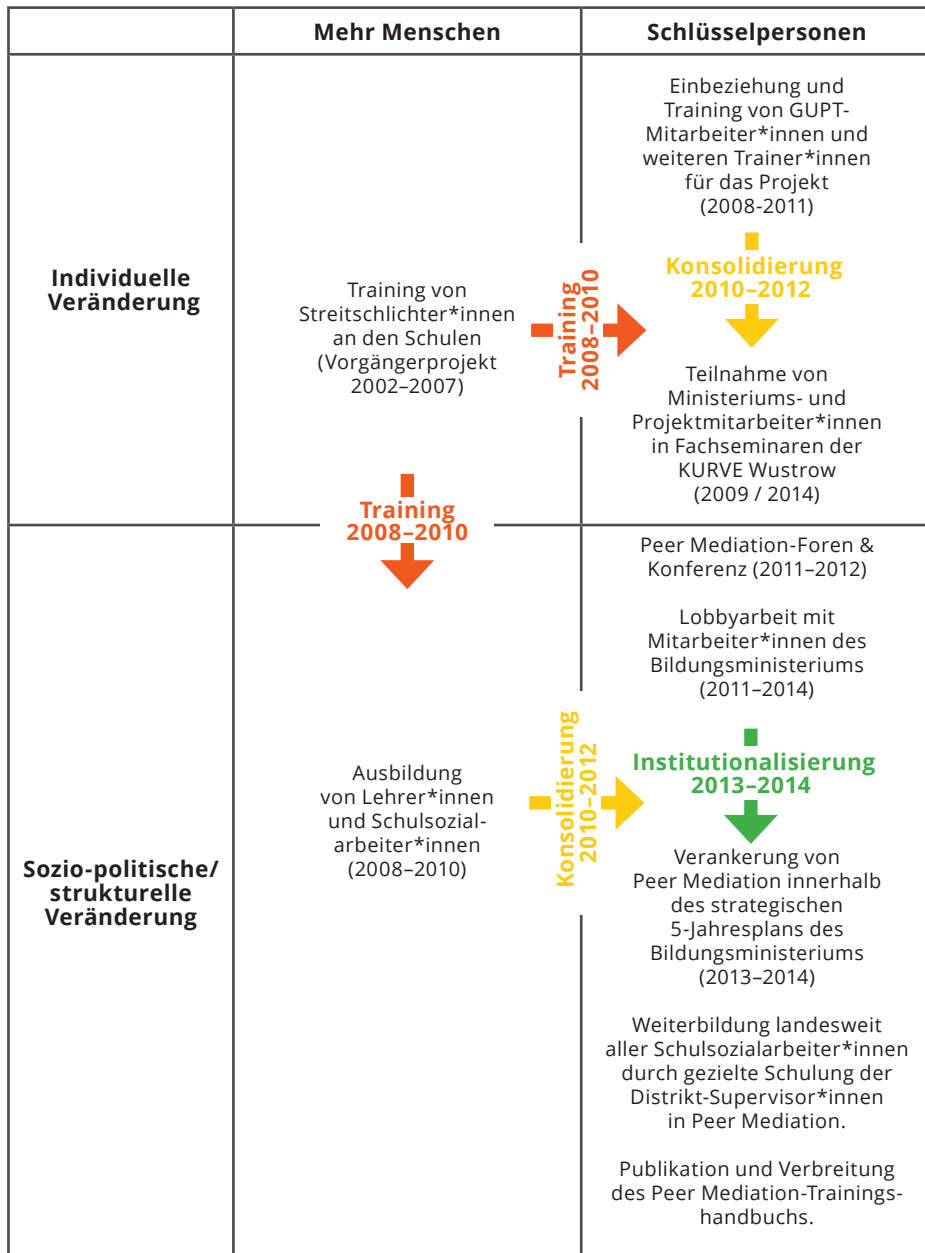 Mehr Menschen
Schlüsselpersonen
Individuelle
Veränderung
Training von
Streitschlichter*innen
an den Schulen
(Vorgängerprojekt
2002–2007)
Training
2008–2010
Einbeziehung und
Training von GUPT-
Mitarbeiter*innen und
weiteren Trainer*innen
für das Projekt
(2008-2011)
Konsolidierung
2010–2012
Teilnahme von
Ministeriums- und
Projektmitarbeiter*innen
in Fachseminaren der
KURVE Wustrow
(2009 / 2014)
Training
2008–2010
Sozio-politische/
strukturelle
Veränderung
Ausbildung
von Lehrer*innen
und Schulsozial-
arbeiter*innen
(2008–2010)
Konsolidierung
2010–2012
Peer Mediation-Foren &
Konferenz (2011–2012)
Lobbyarbeit mit
Mitarbeiter*innen des
Bildungsministeriums
(2011–2014)
Institutionalisierung
2013–2014
Verankerung von
Peer Mediation innerhalb
des strategischen
5-Jahresplans des
Bildungsministeriums
(2013–2014)
Weiterbildung landesweit
aller Schulsozialarbeiter*innen
durch gezielte Schulung der
Distrikt-Supervisor*innen
in Peer Mediation.
Publikation und Verbreitung
des Peer Mediation-Trainings-
handbuchs.